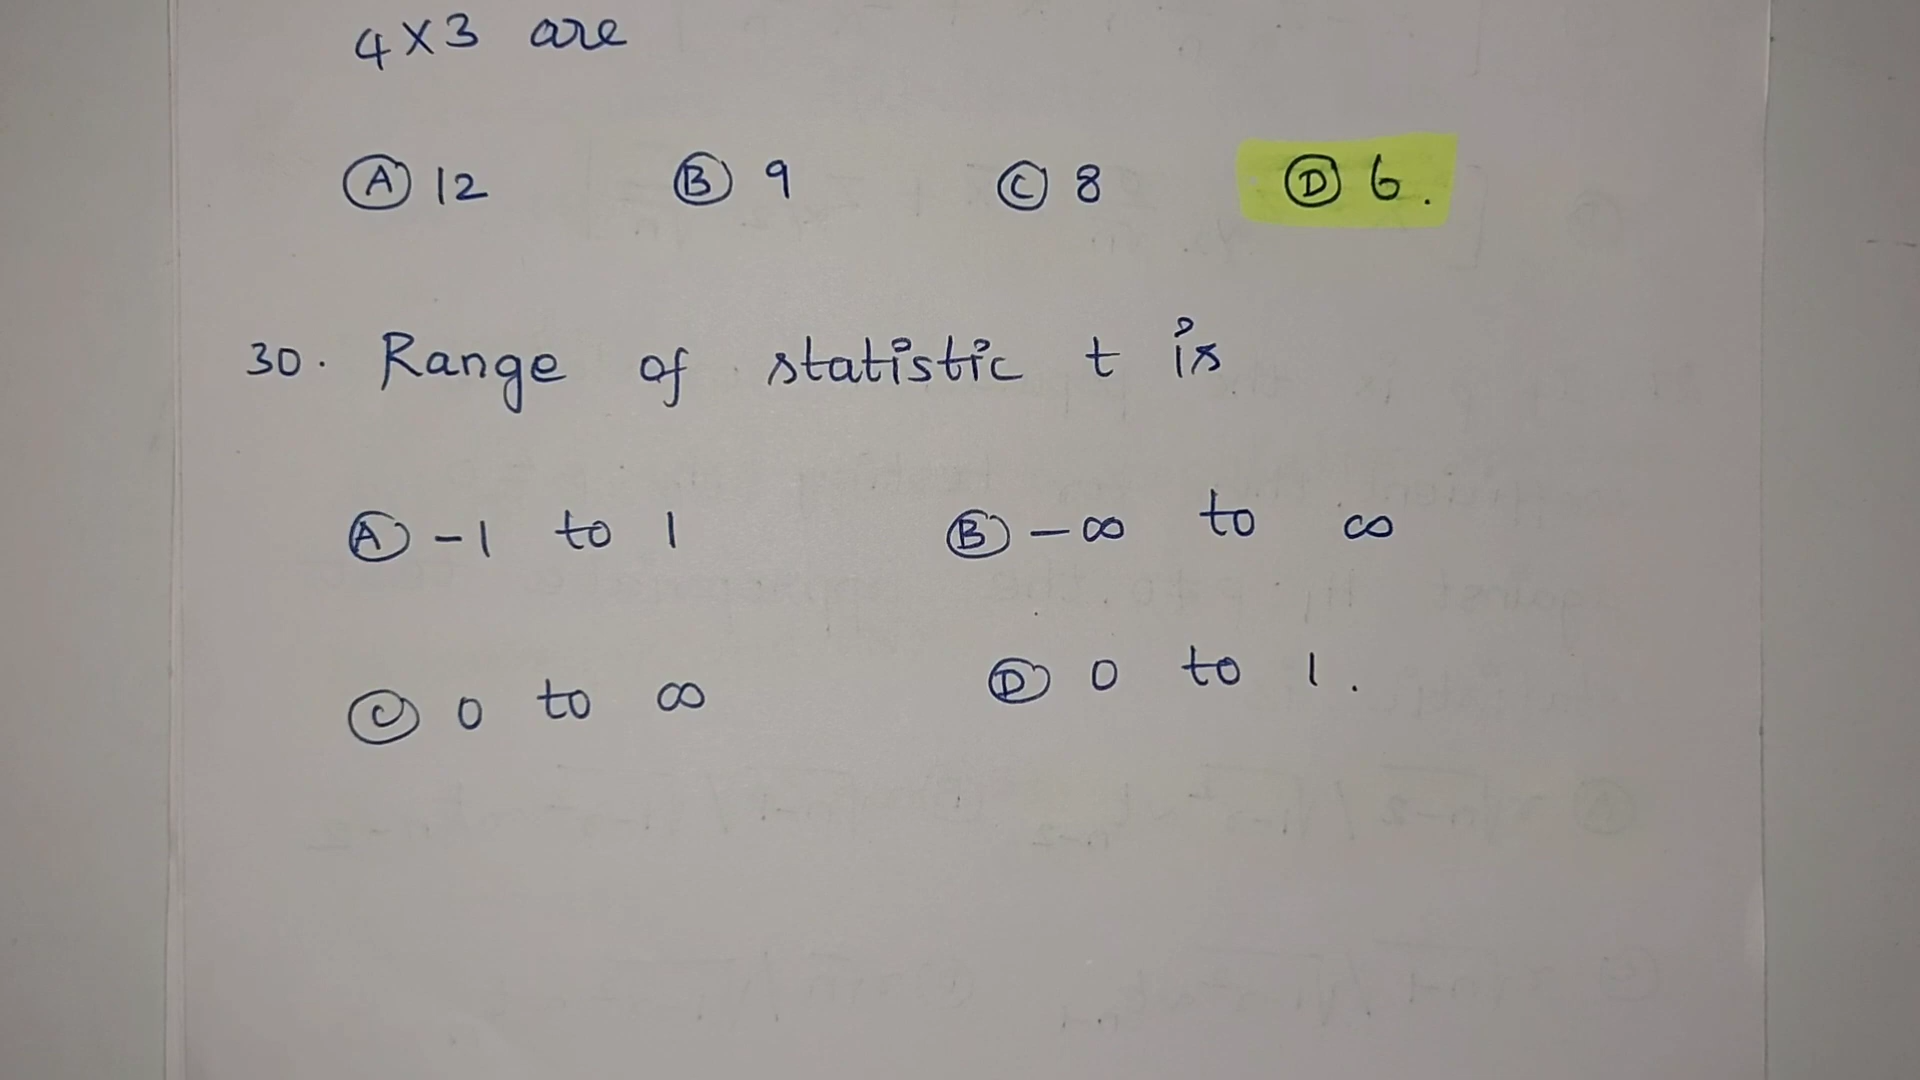 4×3 are
(A) 12 (B) 9 (C) 8 (D) 6.
30. Range of statistic t is
(A) -1 to 1 (B) -∞ to ∞
(C) 0 to ∞ (D) 0 to 1.